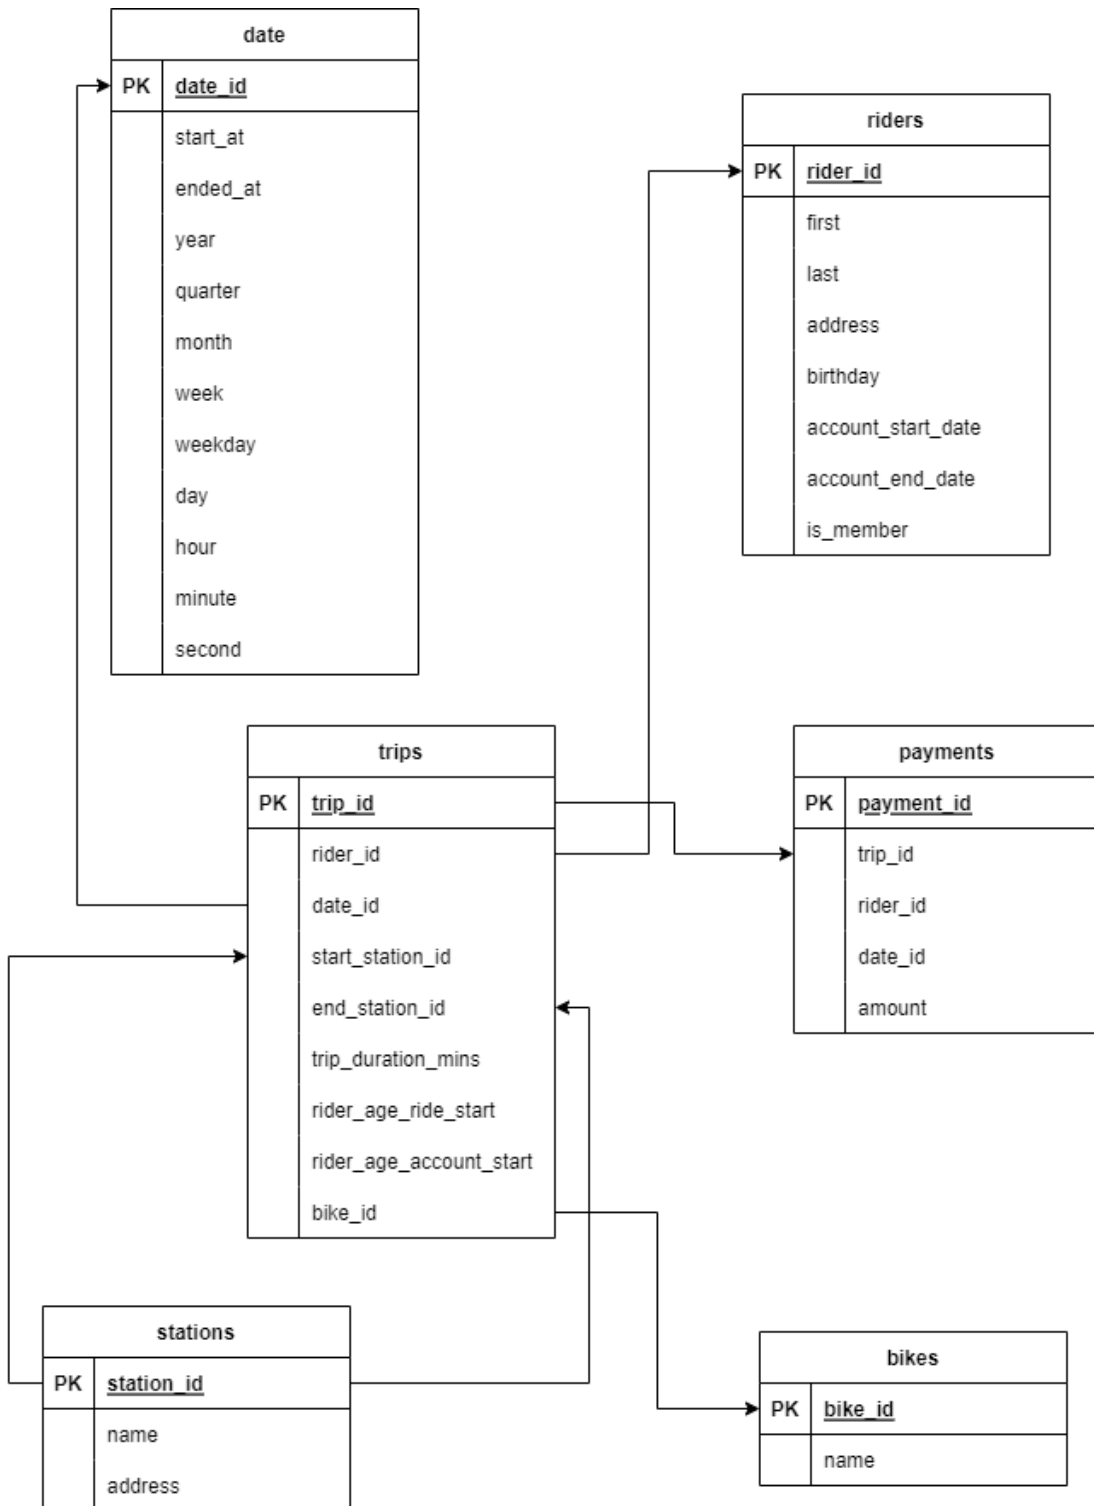 date
PK date_id
start_at
ended_at
year
quarter
month
week
weekday
day
hour
minute
second
riders
PK rider_id
first
last
address
birthday
account_start_date
account_end_date
is_member
trips
PK trip_id
rider_id
date_id
start_station_id
end_station_id
trip_duration_mins
rider_age_ride_start
rider_age_account_start
bike_id
payments
PK payment_id
trip_id
rider_id
date_id
amount
stations
PK station_id
name
address
bikes
PK bike_id
name